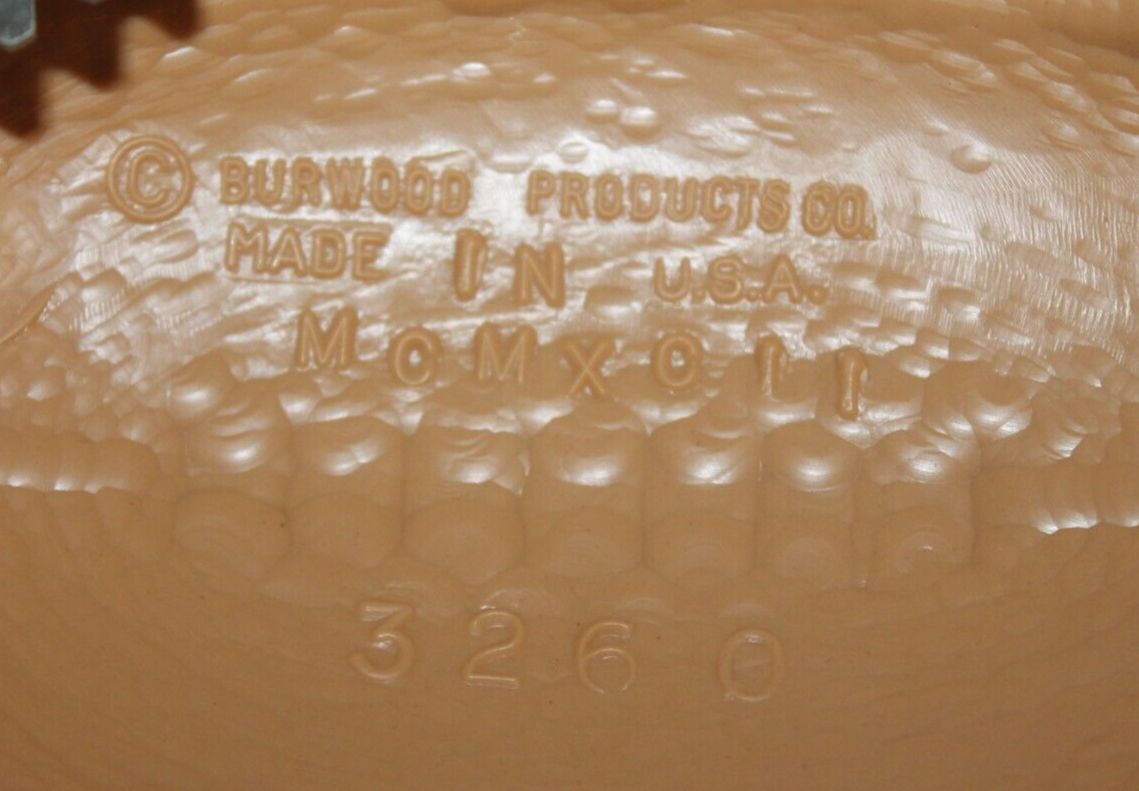 © BURWOOD PRODUCTS CO.
MADE IN U.S.A.
MCMXCII
3260